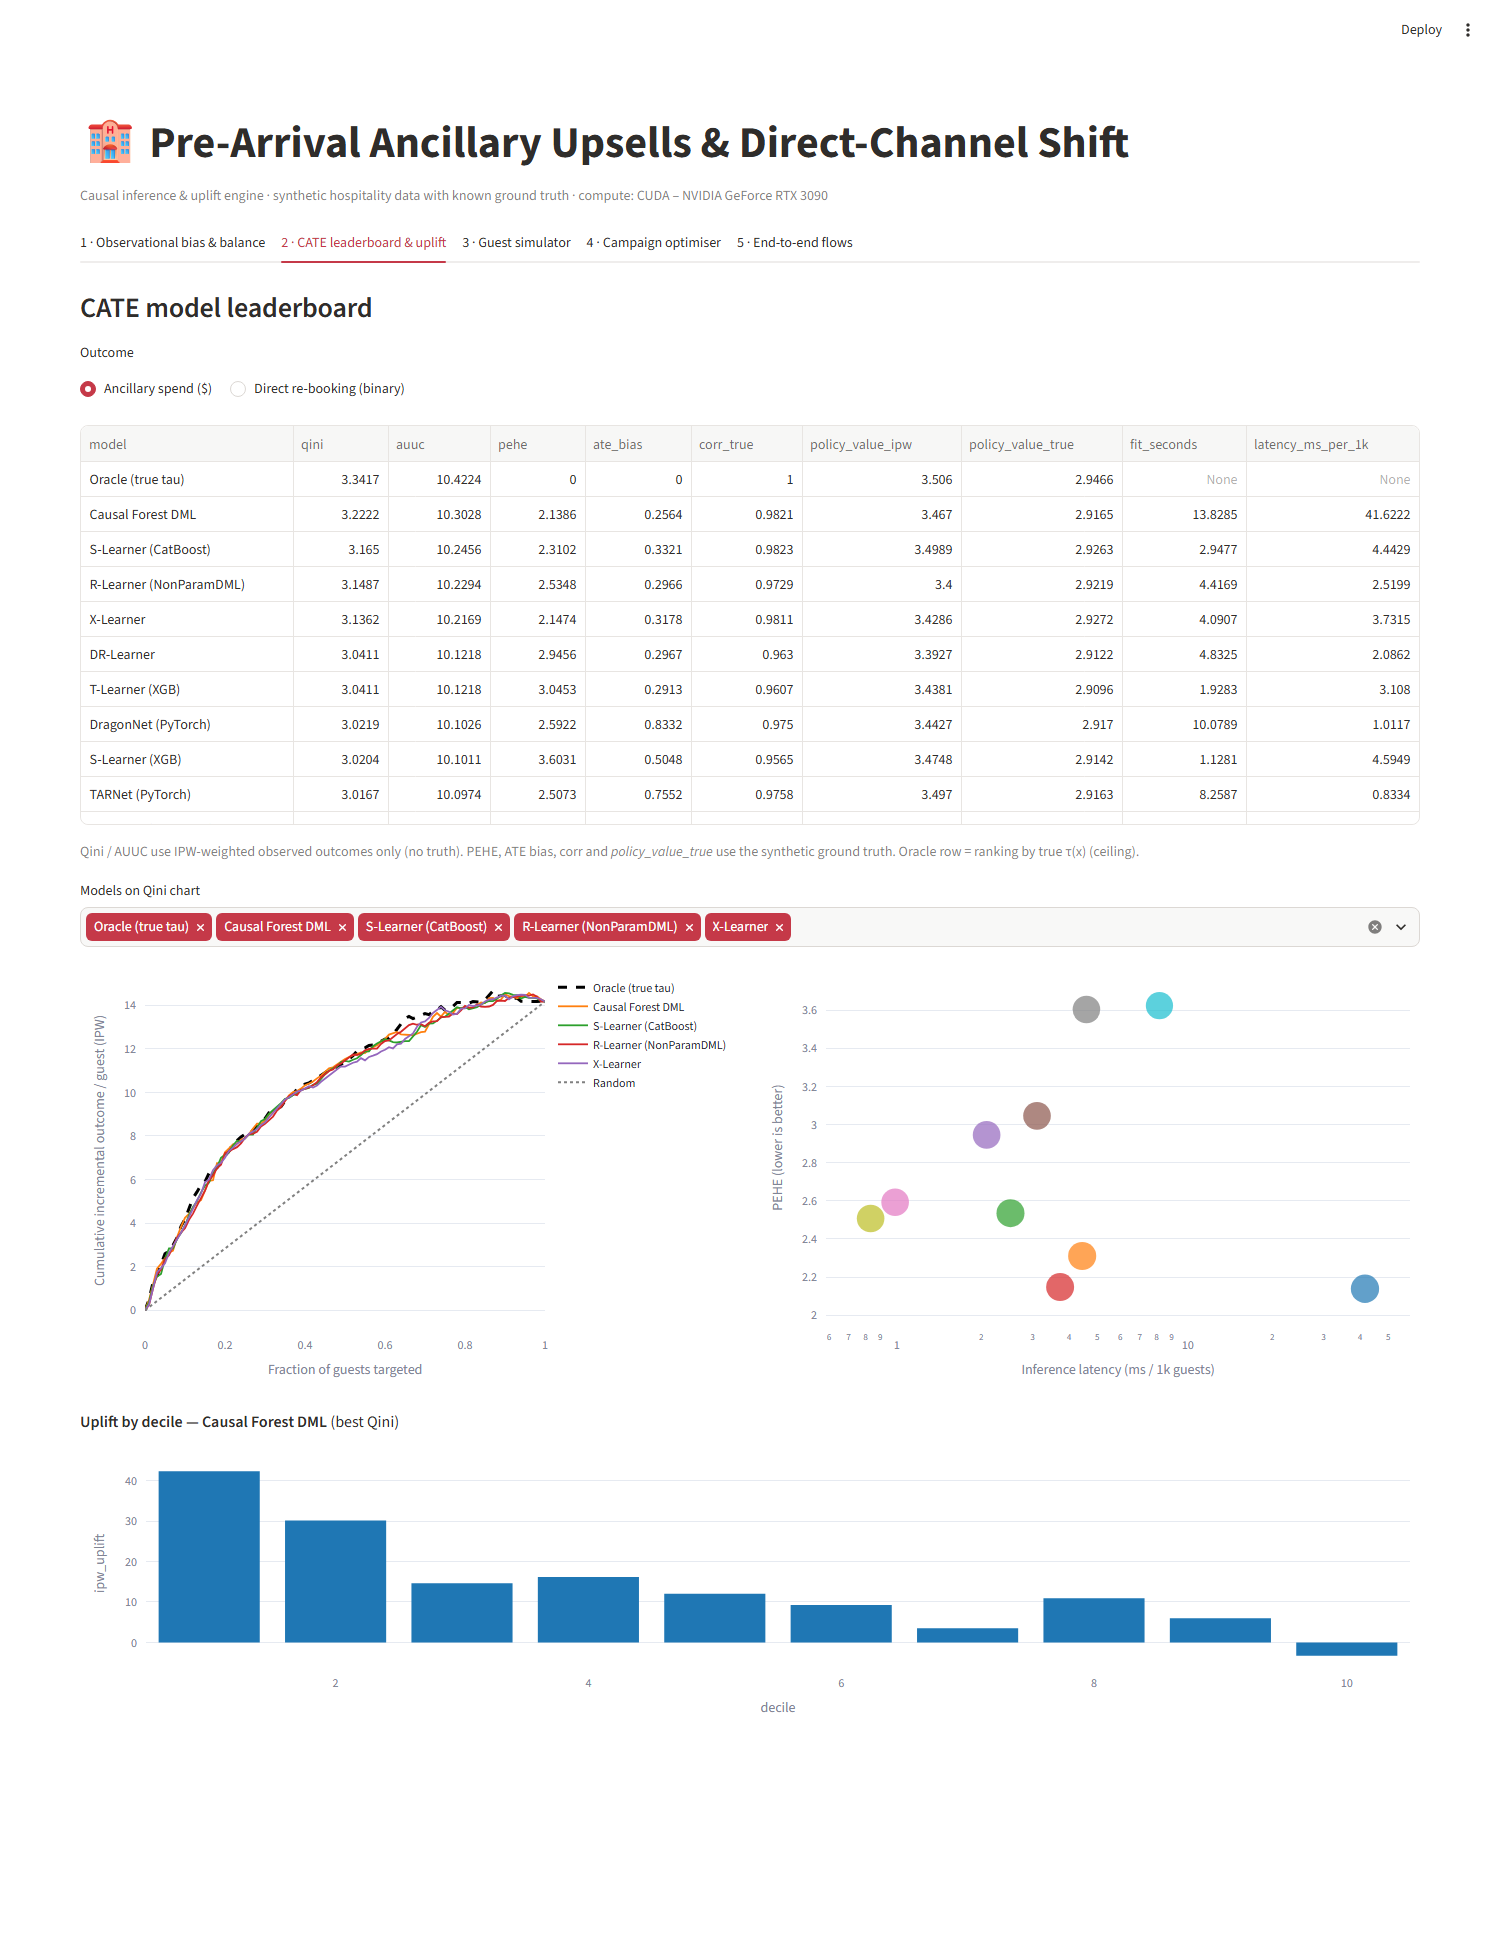 Deploy
Pre-Arrival Ancillary Upsells & Direct-Channel Shift
Causal inference & uplift engine · synthetic hospitality data with known ground truth · compute: CUDA – NVIDIA GeForce RTX 3090
1 · Observational bias & balance 2 · CATE leaderboard & uplift 3 · Guest simulator 4 · Campaign optimiser 5 · End-to-end flows
CATE model leaderboard
Outcome
Ancillary spend ($) Direct re-booking (binary)
model qini auuc pehe ate_bias corr_true policy_value_ipw policy_value_true fit_seconds latency_ms_per_1k
Oracle (true tau) 3.3417 10.4224 0 0 1 3.506 2.9466 None None
Causal Forest DML 3.2222 10.3028 2.1386 0.2564 0.9821 3.467 2.9165 13.8285 41.6222
S-Learner (CatBoost) 3.165 10.2456 2.3102 0.3321 0.9823 3.4989 2.9263 2.9477 4.4429
R-Learner (NonParamDML) 3.1487 10.2294 2.5348 0.2966 0.9729 3.4 2.9219 4.4169 2.5199
X-Learner 3.1362 10.2169 2.1474 0.3178 0.9811 3.4286 2.9272 4.0907 3.7315
DR-Learner 3.0411 10.1218 2.9456 0.2967 0.963 3.3927 2.9122 4.8325 2.0862
T-Learner (XGB) 3.0411 10.1218 3.0453 0.2913 0.9607 3.4381 2.9096 1.9283 3.108
DragonNet (PyTorch) 3.0219 10.1026 2.5922 0.8332 0.975 3.4427 2.917 10.0789 1.0117
S-Learner (XGB) 3.0204 10.1011 3.6031 0.5048 0.9565 3.4748 2.9142 1.1281 4.5949
TARNet (PyTorch) 3.0167 10.0974 2.5073 0.7552 0.9758 3.497 2.9163 8.2587 0.8334
Qini / AUUC use IPW-weighted observed outcomes only (no truth). PEHE, ATE bias, corr and policy_value_true use the synthetic ground truth. Oracle row = ranking by true τ(x) (ceiling).
Models on Qini chart
Oracle (true tau) × Causal Forest DML × S-Learner (CatBoost) × R-Learner (NonParamDML) × X-Learner ×
Cumulative incremental outcome / guest (IPW)
14
12
10
8
6
4
2
0
0 0.2 0.4 0.6 0.8 1
Fraction of guests targeted
Oracle (true tau)
Causal Forest DML
S-Learner (CatBoost)
R-Learner (NonParamDML)
X-Learner
Random
PEHE (lower is better)
3.6
3.4
3.2
3
2.8
2.6
2.4
2.2
2
6 7 8 9 1 2 3 4 5 6 7 8 9 10 2 3 4 5
Inference latency (ms / 1k guests)
Uplift by decile — Causal Forest DML (best Qini)
ipw_uplift
40
30
20
10
0
2 4 6 8 10
decile